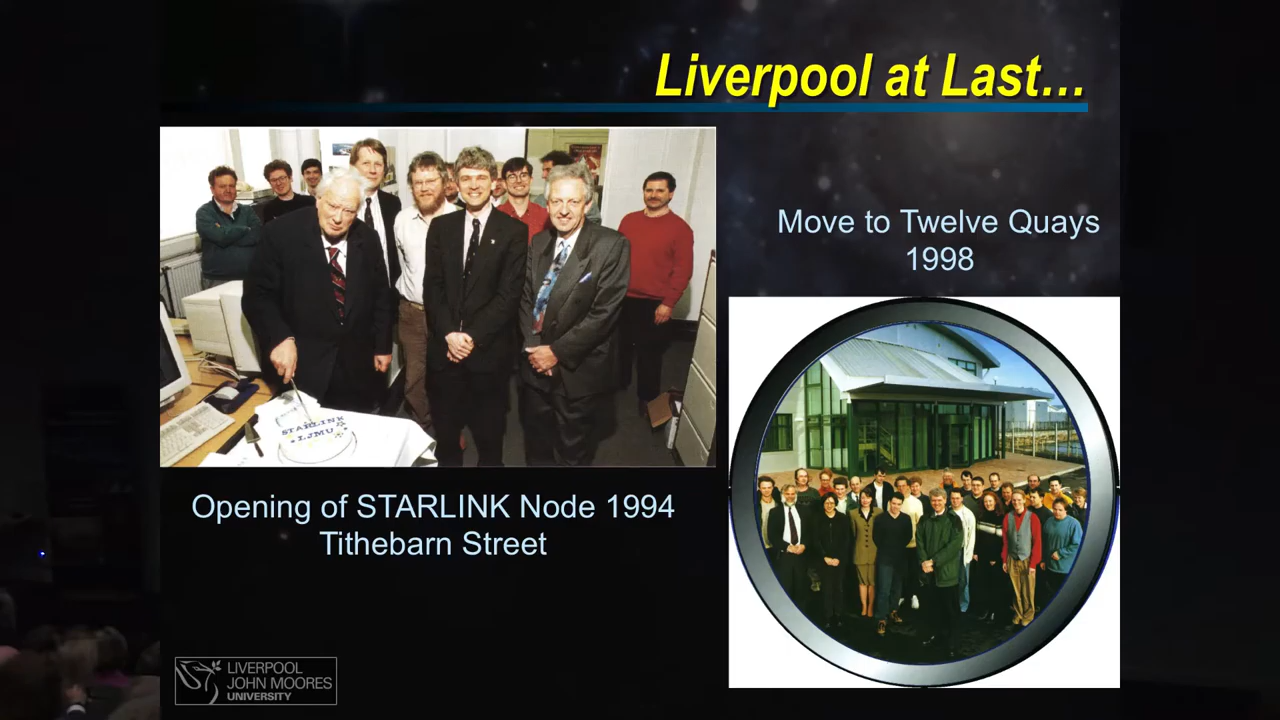 Liverpool at Last...
Move to Twelve Quays
1998
STARLINK
LJMU
Opening of STARLINK Node 1994
Tithebarn Street
LIVERPOOL
JOHN MOORES
UNIVERSITY